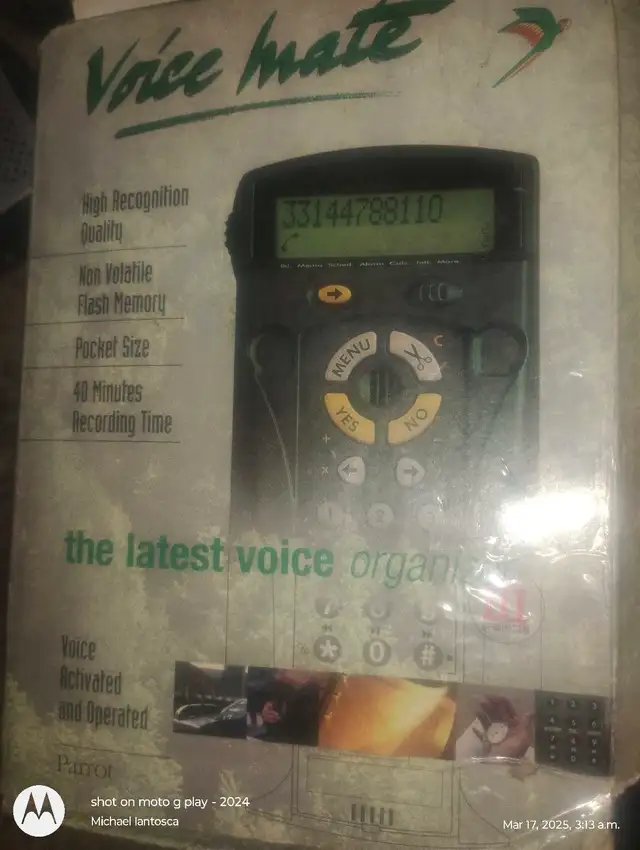 Voice Mate
High Recognition
Quality
33144788110
Non Volatile
Flash Memory
MENU
C
Pocket Size
40 Minutes
Recording Time
YES
NO
the latest voice
* 0 #
Voice
Activated
and Operated
Parrot
shot on moto g play - 2024
Michael Iantosca
Mar 17, 2025, 3:13 a.m.